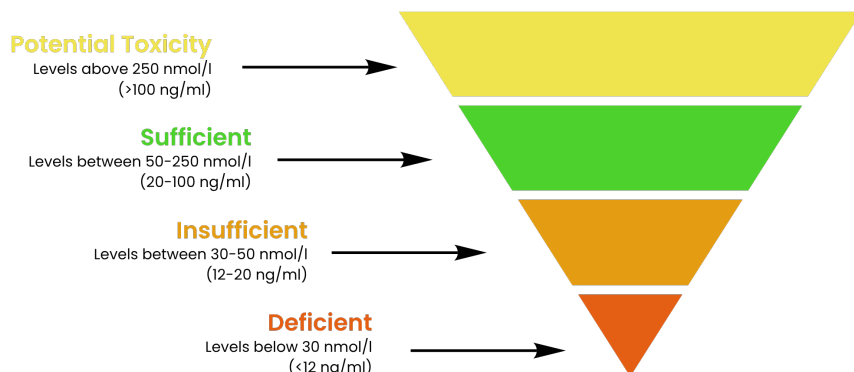 Potential Toxicity
Levels above 250 nmol/l
(>100 ng/ml)
Sufficient
Levels between 50-250 nmol/l
(20-100 ng/ml)
Insufficient
Levels between 30-50 nmol/l
(12-20 ng/ml)
Deficient
Levels below 30 nmol/l
(<12 ng/ml)